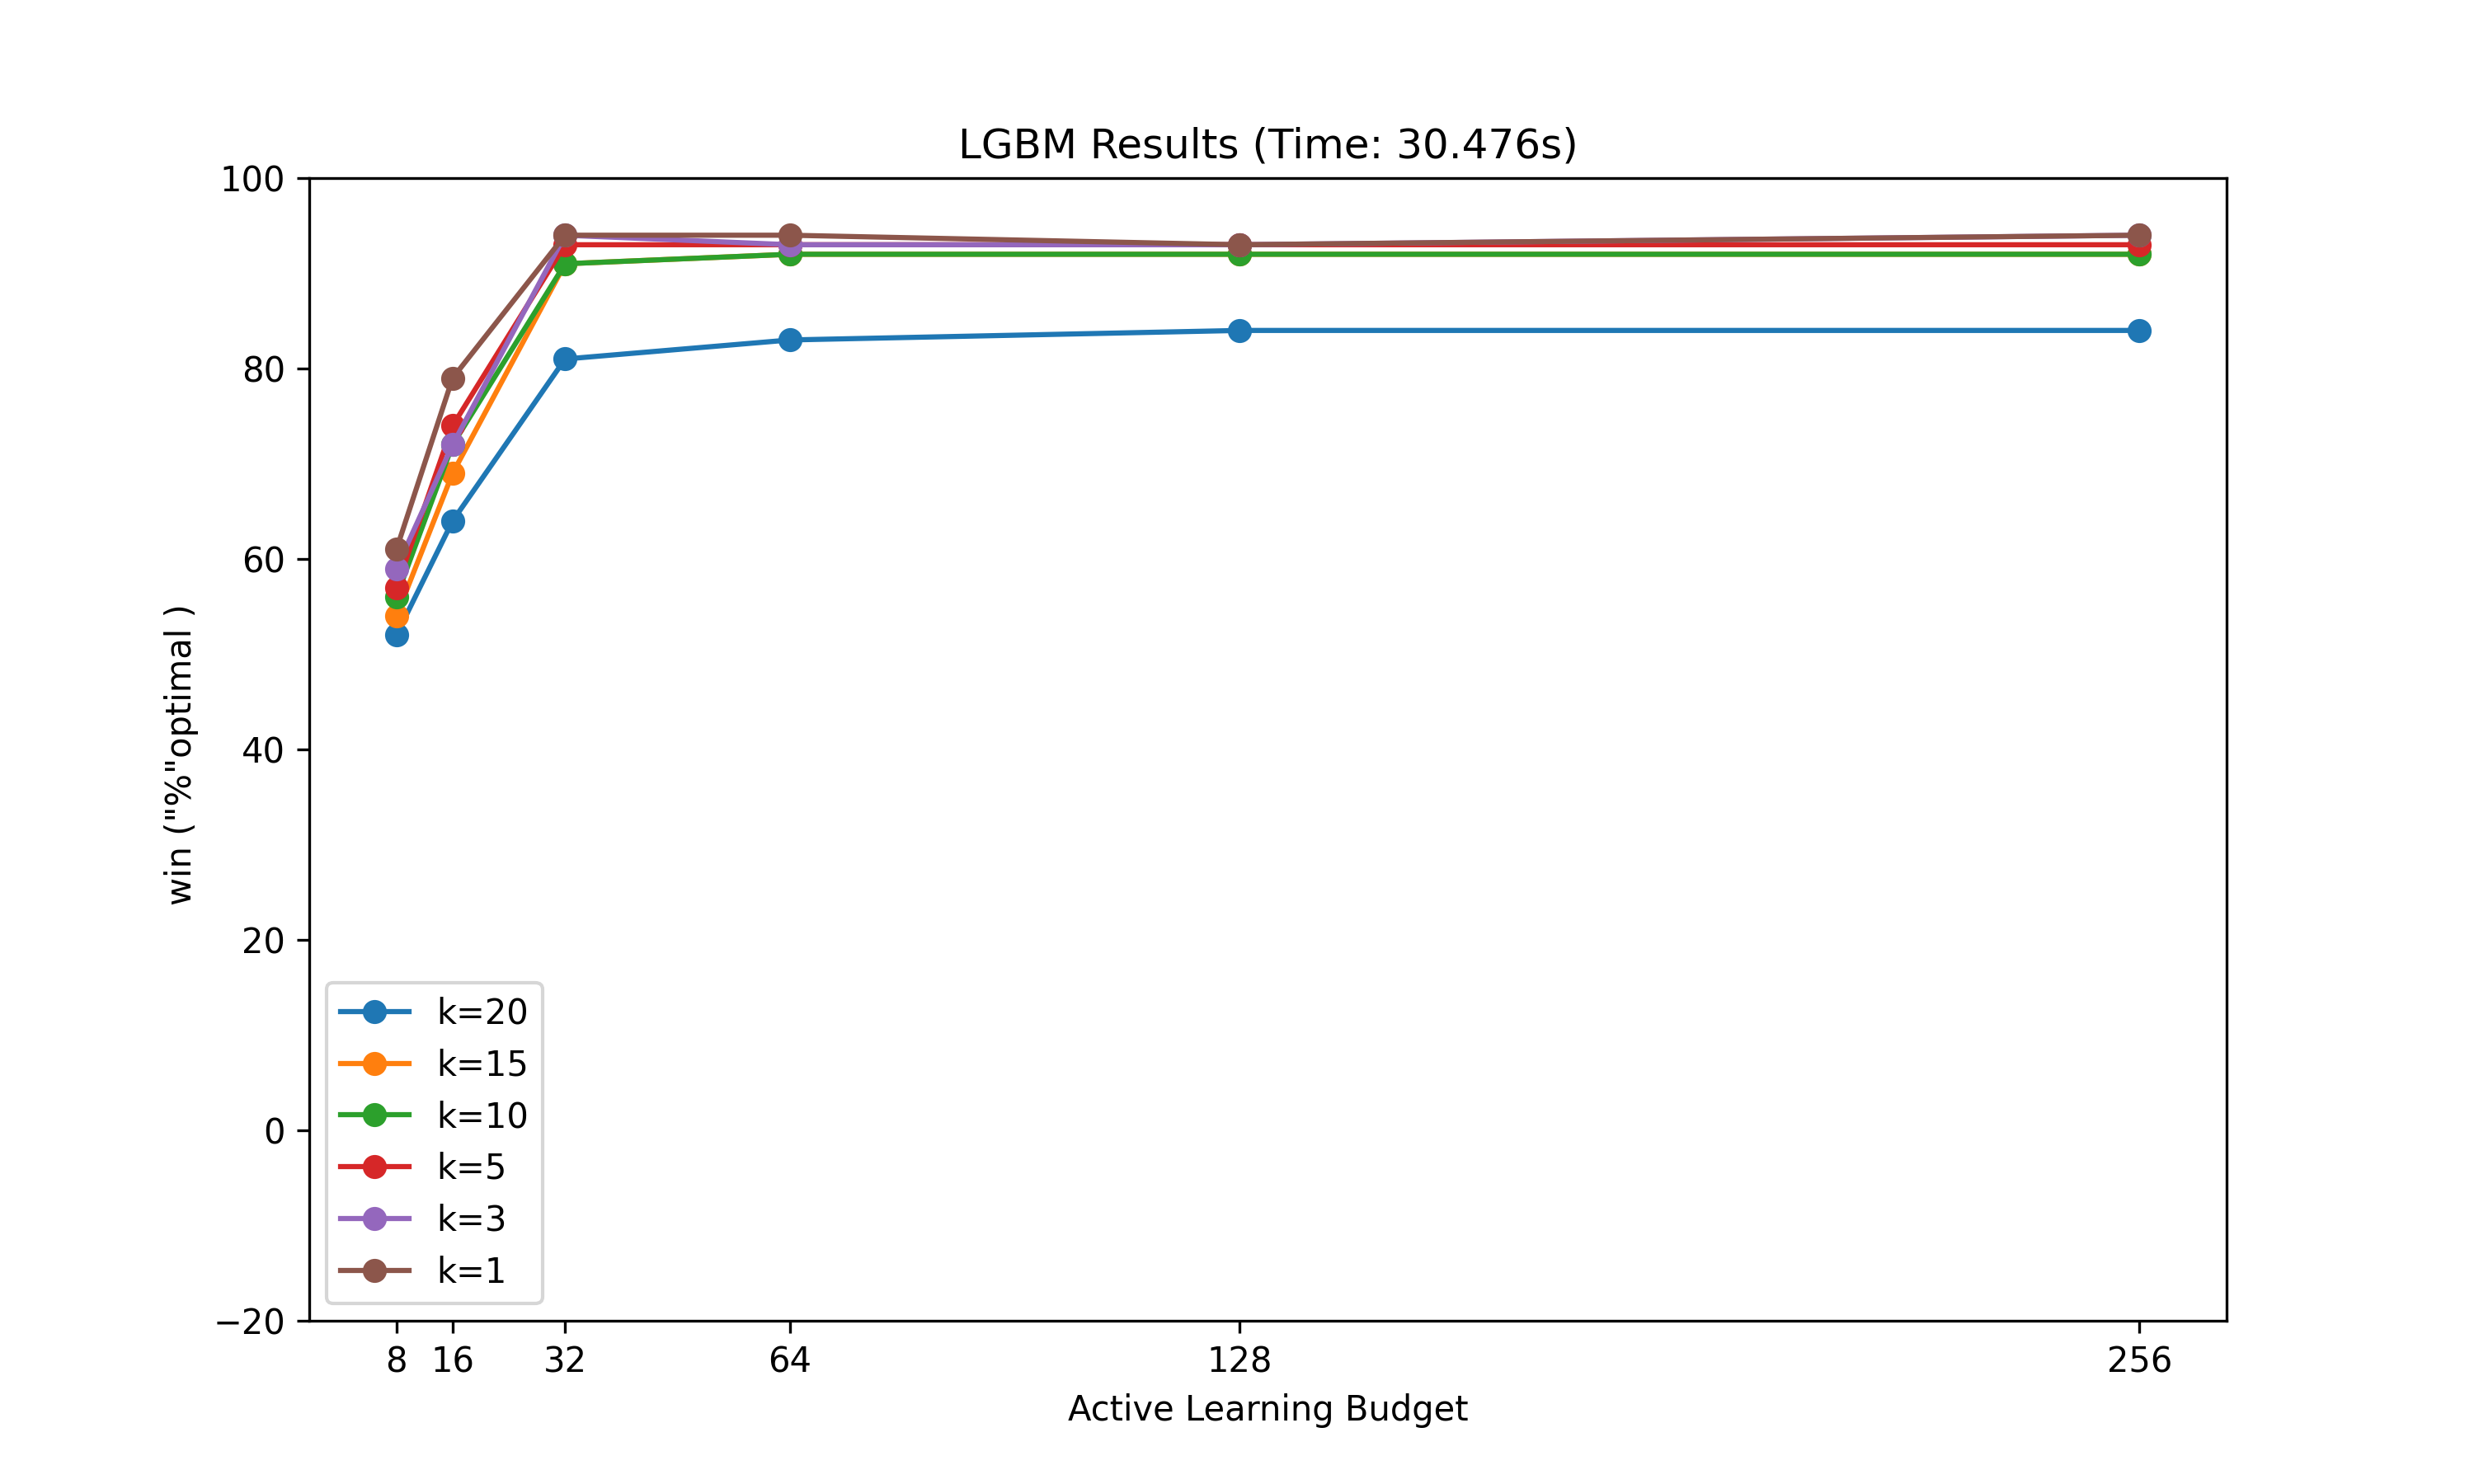 LGBM Results (Time: 30.476s)
100
80
60
40
20
0
−20
win ("%"optimal )
k=20
k=15
k=10
k=5
k=3
k=1
8 16 32 64 128 256
Active Learning Budget